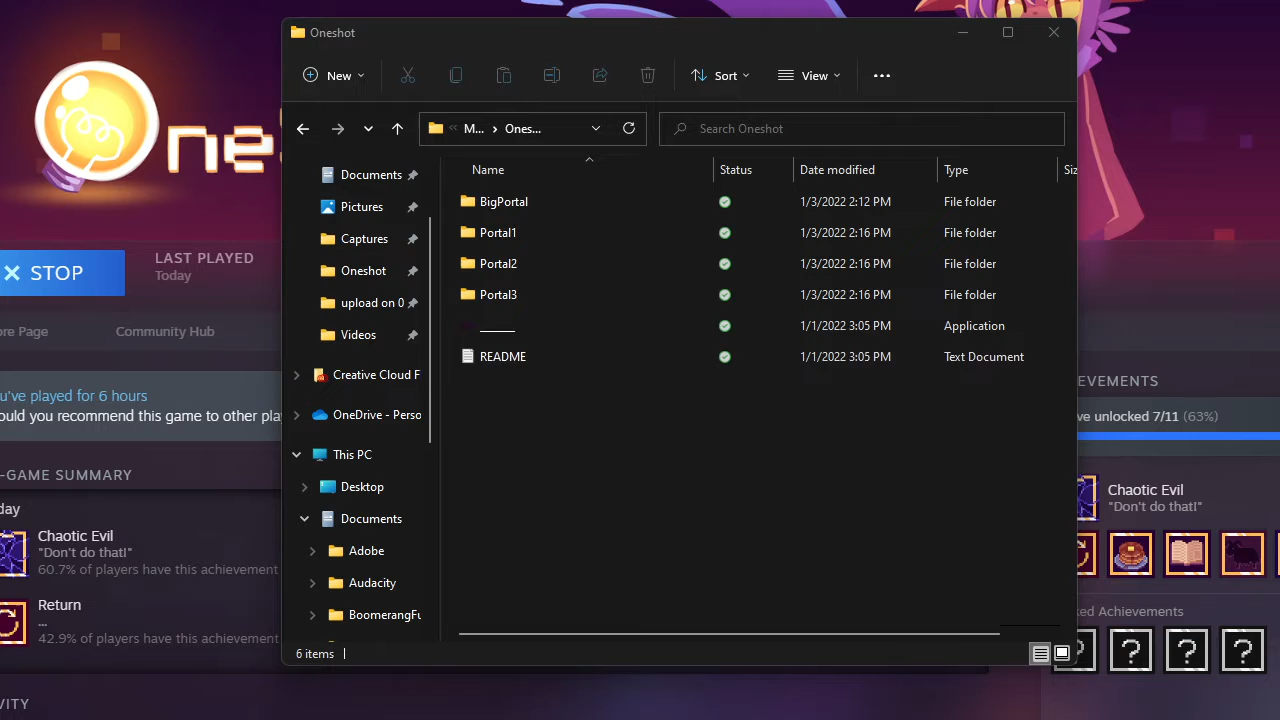 Oneshot
New
Sort
View
M...
Ones...
Search Oneshot
Name
Status
Date modified
Type
Siz
BigPortal
1/3/2022 2:12 PM
File folder
Portal1
1/3/2022 2:16 PM
File folder
Portal2
1/3/2022 2:16 PM
File folder
Portal3
1/3/2022 2:16 PM
File folder
______
1/1/2022 3:05 PM
Application
README
1/1/2022 3:05 PM
Text Document
Documents
Pictures
Captures
Oneshot
upload on 0
Videos
Creative Cloud F
OneDrive - Perso
This PC
Desktop
Documents
Adobe
Audacity
BoomerangFu
6 items
ne
STOP
LAST PLAYED
Today
ore Page
Community Hub
u've played for 6 hours
ould you recommend this game to other play
-GAME SUMMARY
day
Chaotic Evil
"Don't do that!"
60.7% of players have this achievement
Return
...
42.9% of players have this achievement
VITY
EVEMENTS
ve unlocked 7/11 (63%)
Chaotic Evil
"Don't do that!"
ked Achievements
? ? ? ?